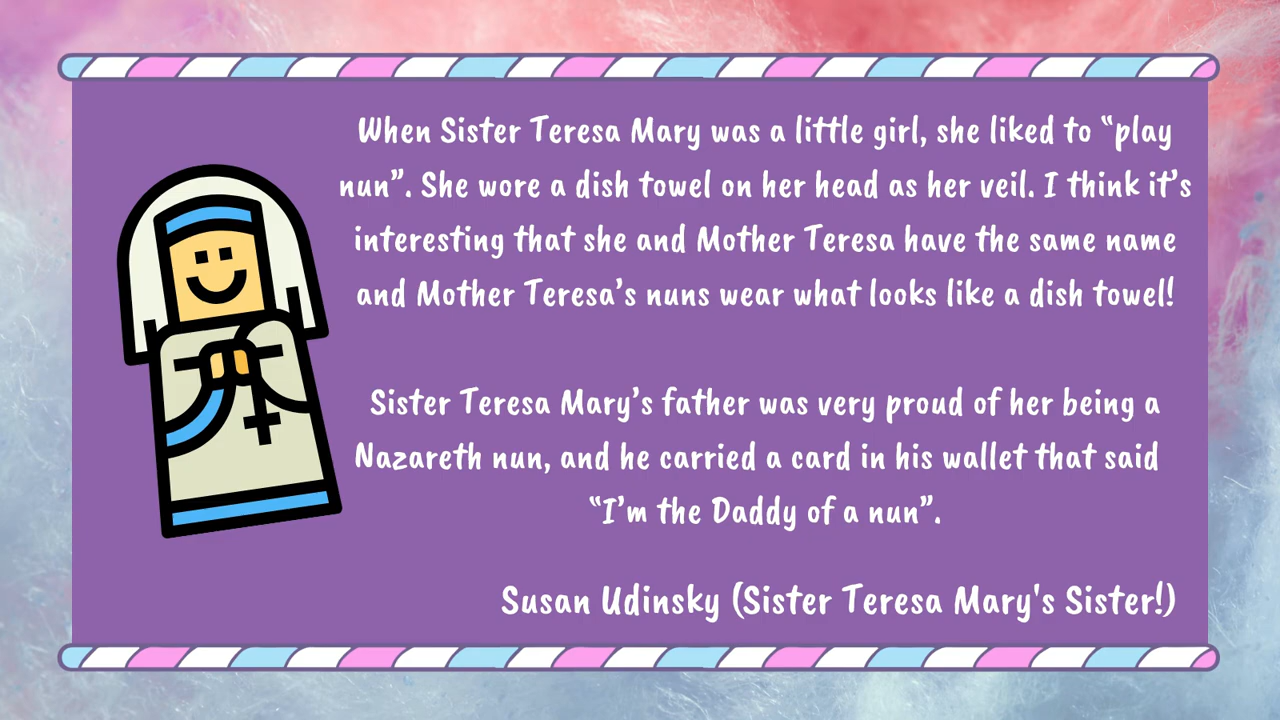 When Sister Teresa Mary was a little girl, she liked to “play
nun”. She wore a dish towel on her head as her veil. I think it’s
interesting that she and Mother Teresa have the same name
and Mother Teresa’s nuns wear what looks like a dish towel!
Sister Teresa Mary’s father was very proud of her being a
Nazareth nun, and he carried a card in his wallet that said
“I’m the Daddy of a nun”.
Susan Udinsky (Sister Teresa Mary's Sister!)